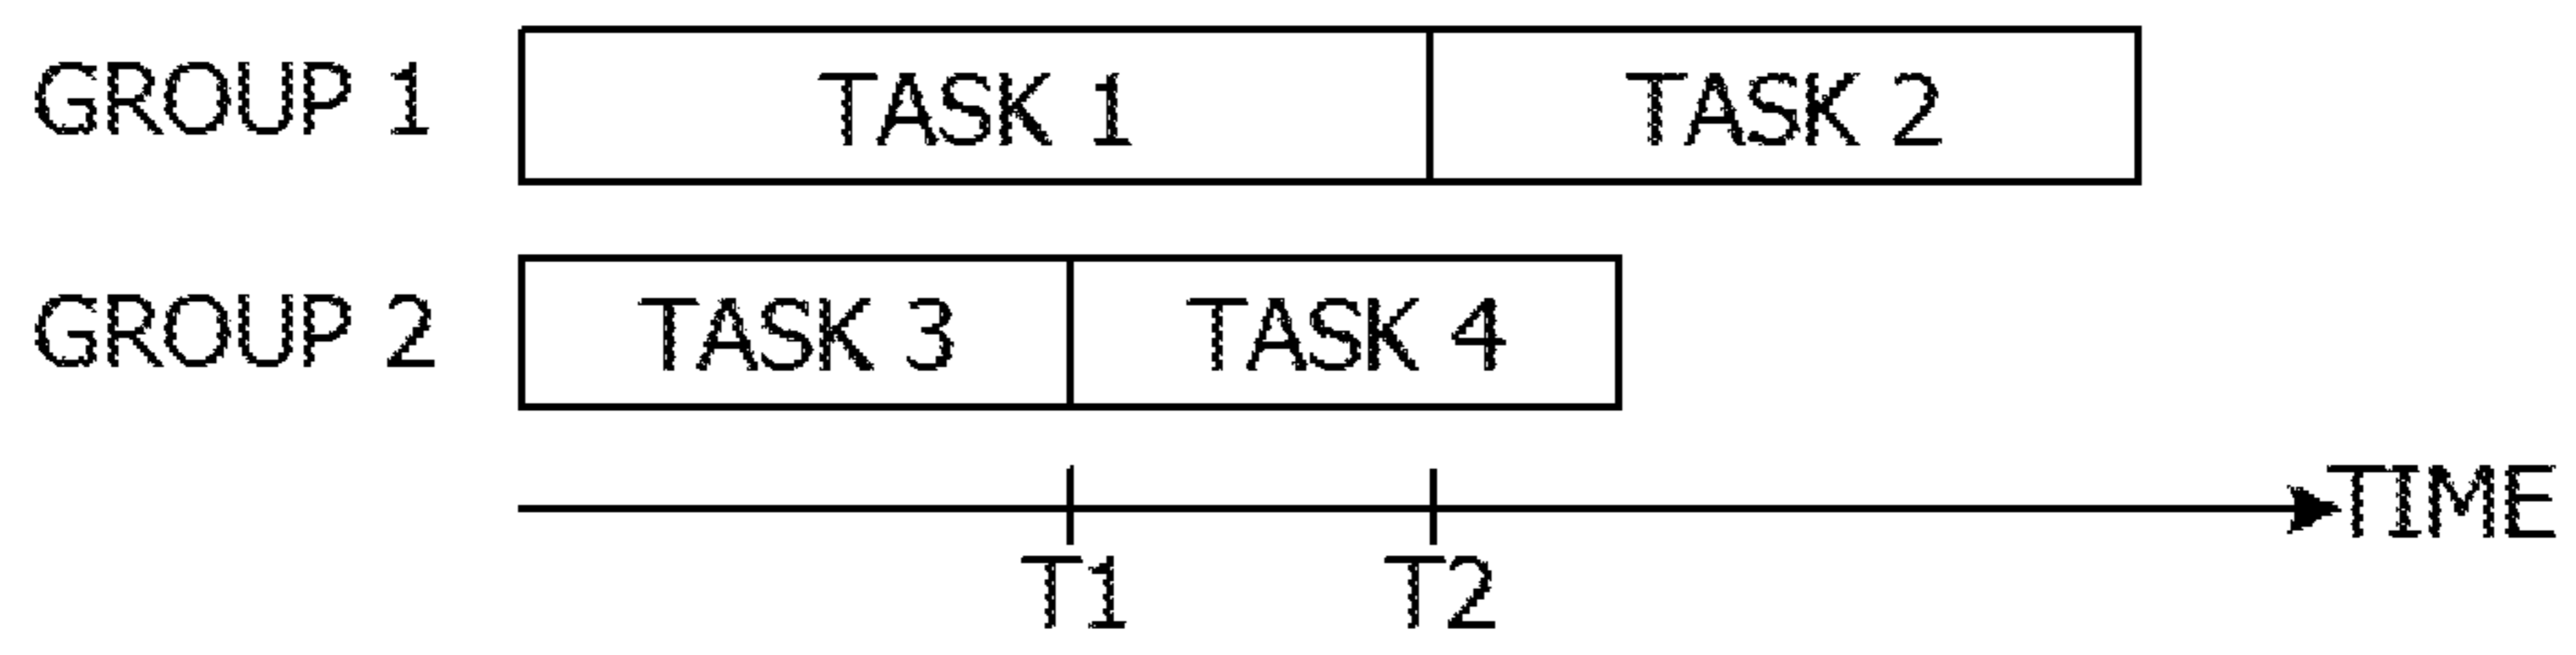 GROUP 1 TASK 1 TASK 2
GROUP 2 TASK 3 TASK 4
TIME
T1 T2